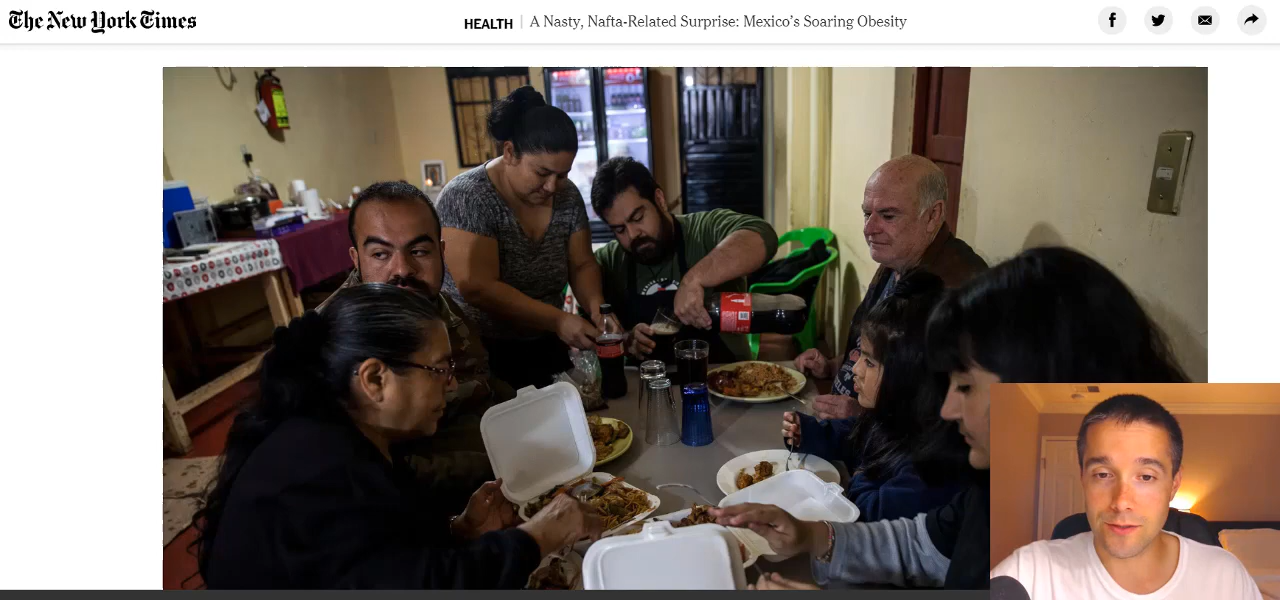 The New York Times
HEALTH | A Nasty, Nafta-Related Surprise: Mexico's Soaring Obesity